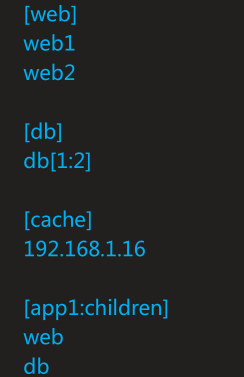 [web]
web1
web2
[db]
db[1:2]
[cache]
192.168.1.16
[app1:children]
web
db